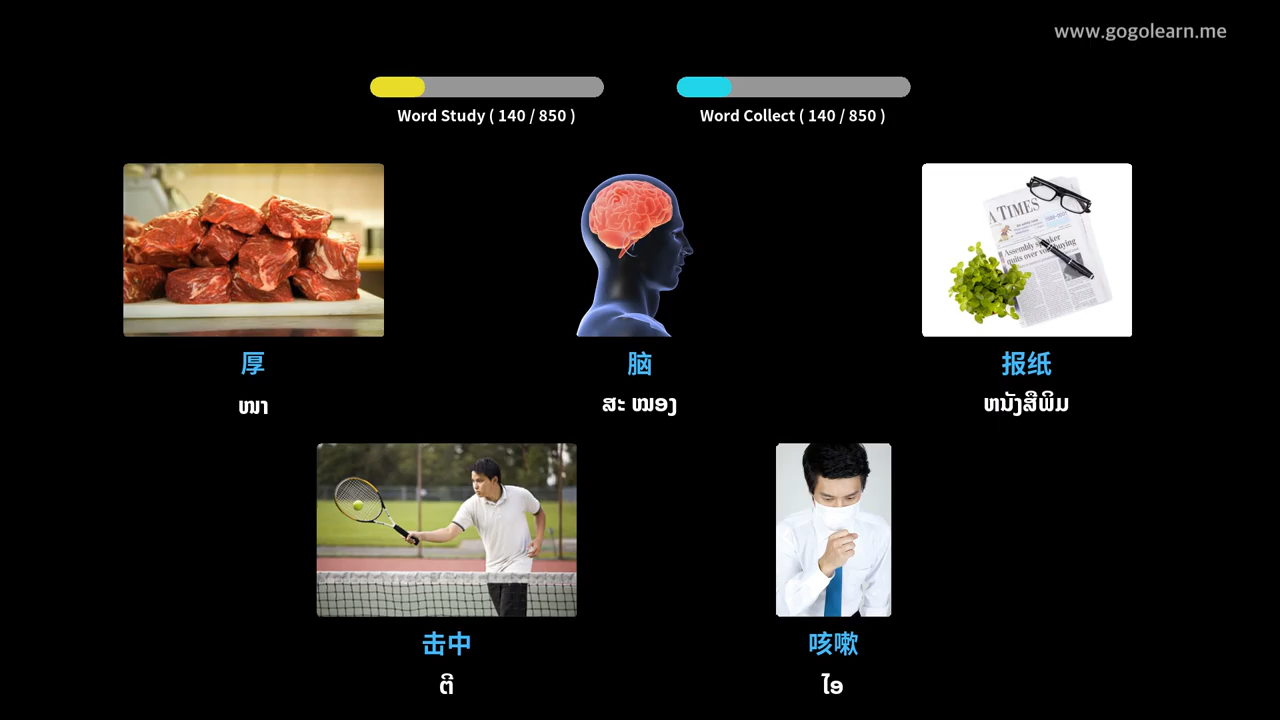 www.gogolearn.me
Word Study ( 140 / 850 )
Word Collect ( 140 / 850 )
厚
ໜາ
脑
ສະ ໝອງ
报纸
ຫນັງສືພິມ
A TIMES
击中
ຕີ
咳嗽
ໄອ